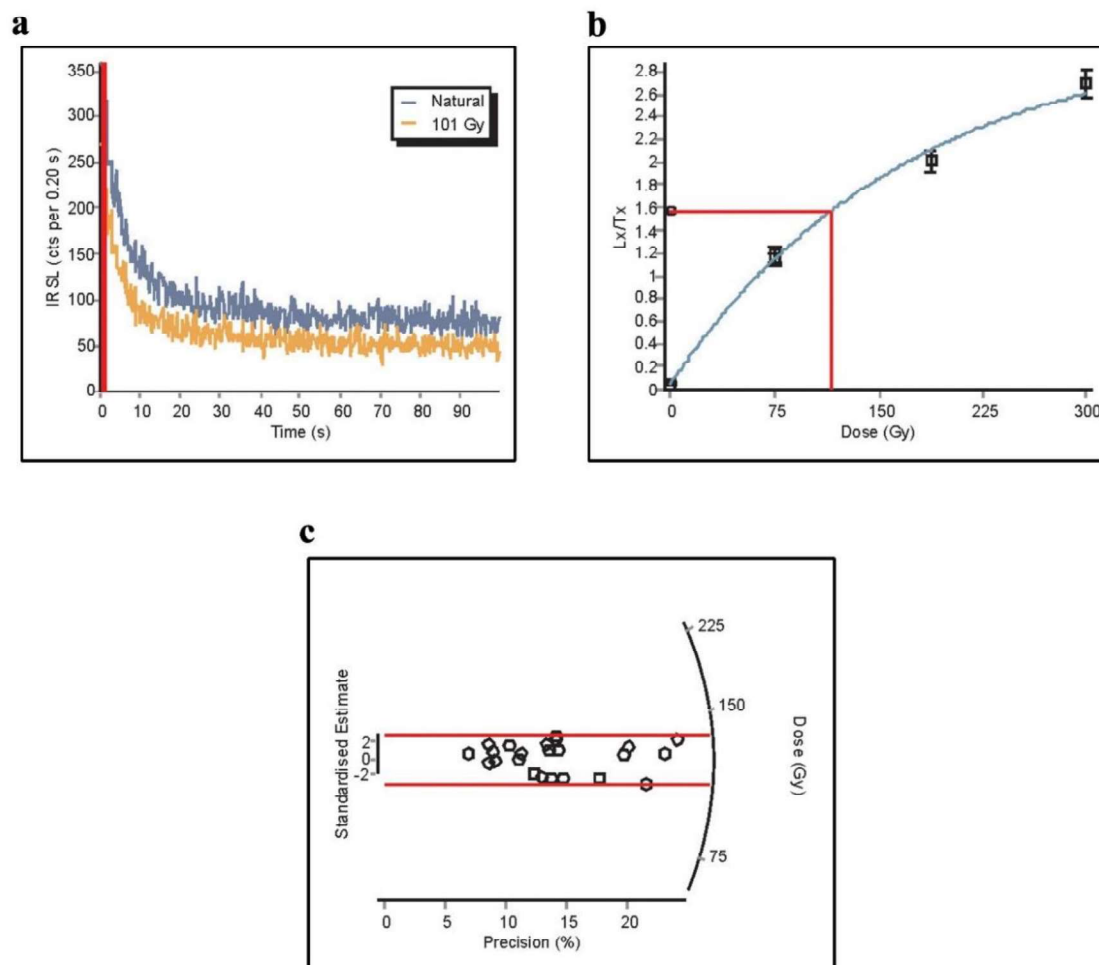 a
350
300
250
200
150
100
50
0
IRSL (cts per 0.20 s)
Natural
101 Gy
0 10 20 30 40 50 60 70 80 90
Time (s)
b
2.8
2.6
2.4
2.2
2
1.8
1.6
1.4
1.2
1
0.8
0.6
0.4
0.2
0
Lx/Tx
0 75 150 225 300
Dose (Gy)
c
Standardised Estimate
2
0
-2
225
150
75
Dose (Gy)
0 5 10 15 20
Precision (%)